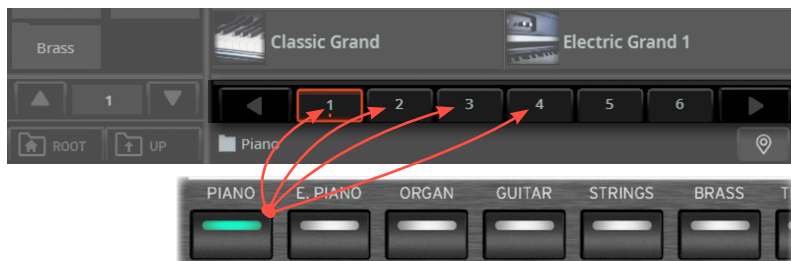 Brass
Classic Grand
Electric Grand 1
1
1
2
3
4
5
6
ROOT
UP
Piano
PIANO
E. PIANO
ORGAN
GUITAR
STRINGS
BRASS
T